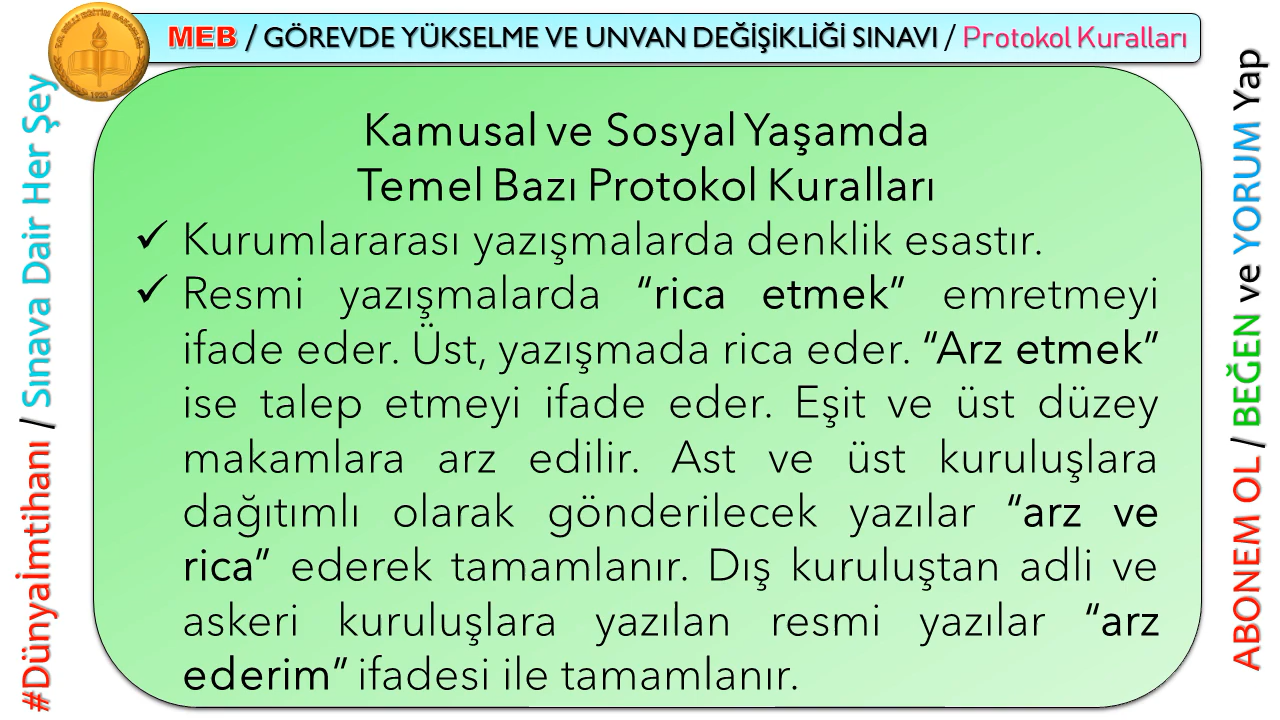 MEB / GÖREVDE YÜKSELME VE UNVAN DEĞİŞİKLİĞİ SINAVI / Protokol Kuralları
#Dünyaİmtihanı / Sınava Dair Her Şey
Kamusal ve Sosyal Yaşamda
Temel Bazı Protokol Kuralları
✓ Kurumlararası yazışmalarda denklik esastır.
✓ Resmi yazışmalarda “rica etmek” emretmeyi
ifade eder. Üst, yazışmada rica eder. “Arz etmek”
ise talep etmeyi ifade eder. Eşit ve üst düzey
makamlara arz edilir. Ast ve üst kuruluşlara
dağıtımlı olarak gönderilecek yazılar “arz ve
rica” ederek tamamlanır. Dış kuruluştan adli ve
askeri kuruluşlara yazılan resmi yazılar “arz
ederim” ifadesi ile tamamlanır.
ABONEM OL / BEĞEN ve YORUM Yap